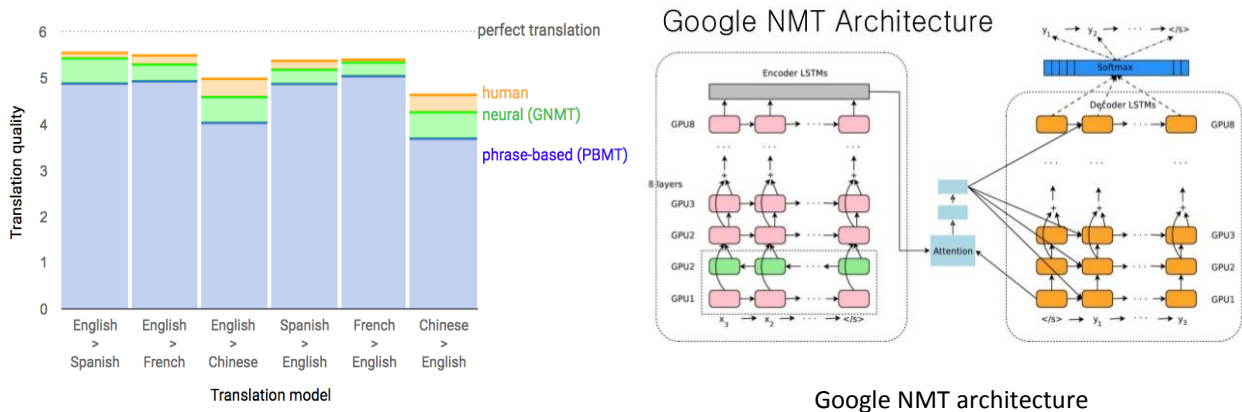 6
perfect translation
5
human
neural (GNMT)
4
phrase-based (PBMT)
3
2
1
0
Translation quality
English > Spanish
English > French
English > Chinese
Spanish > English
French > English
Chinese > English
Translation model
Google NMT Architecture
Encoder LSTMs
GPU8
8 layers
GPU3
GPU2
GPU2
GPU1
x3 x2 ... </s>
Attention
y1 y2 ... </s>
Softmax
Decoder LSTMs
GPU8
GPU3
GPU2
GPU1
</s> y1 ... y3
Google NMT architecture